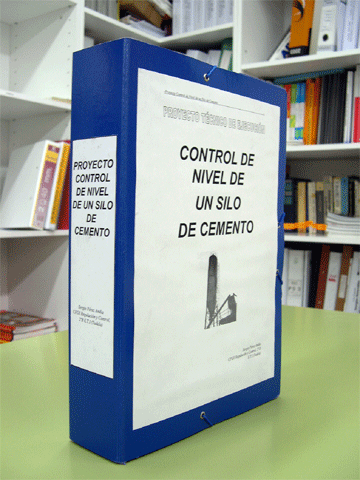 PROYECTO
CONTROL
DE NIVEL
DE UN SILO
DE
CEMENTO
PROYECTO TÉCNICO DE EJECUCIÓN
CONTROL DE
NIVEL DE
UN SILO
DE CEMENTO